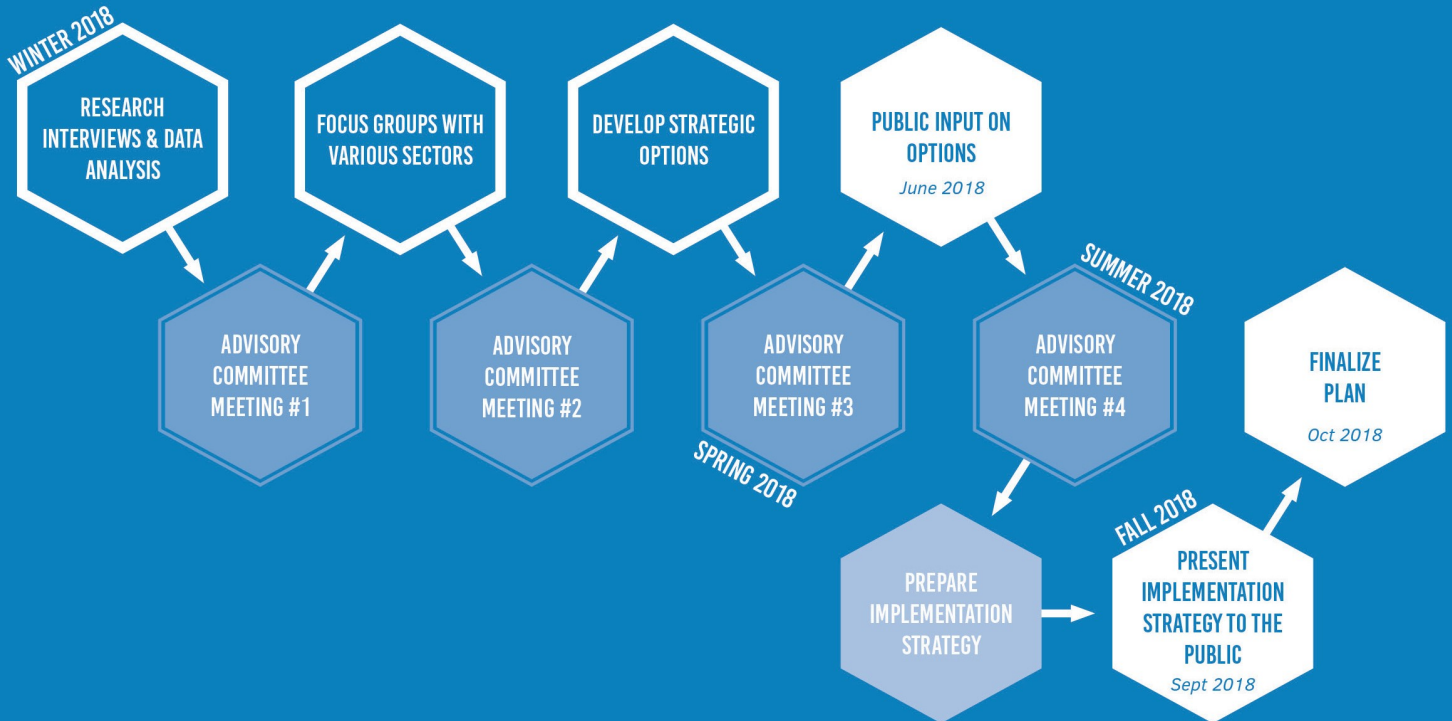 WINTER 2018
RESEARCH
INTERVIEWS & DATA
ANALYSIS
FOCUS GROUPS WITH
VARIOUS SECTORS
DEVELOP STRATEGIC
OPTIONS
PUBLIC INPUT ON
OPTIONS
June 2018
ADVISORY
COMMITTEE
MEETING #1
ADVISORY
COMMITTEE
MEETING #2
ADVISORY
COMMITTEE
MEETING #3
SPRING 2018
SUMMER 2018
ADVISORY
COMMITTEE
MEETING #4
PREPARE
IMPLEMENTATION
STRATEGY
FALL 2018
PRESENT
IMPLEMENTATION
STRATEGY TO THE
PUBLIC
Sept 2018
FINALIZE
PLAN
Oct 2018